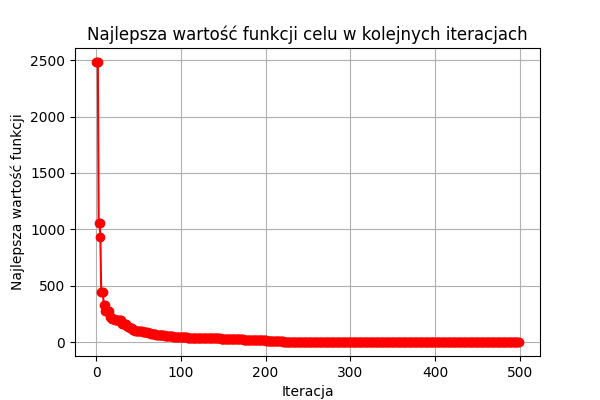 Najlepsza wartość funkcji celu w kolejnych iteracjach
2500
2000
1500
1000
500
0
Najlepsza wartość funkcji
0 100 200 300 400 500
Iteracja